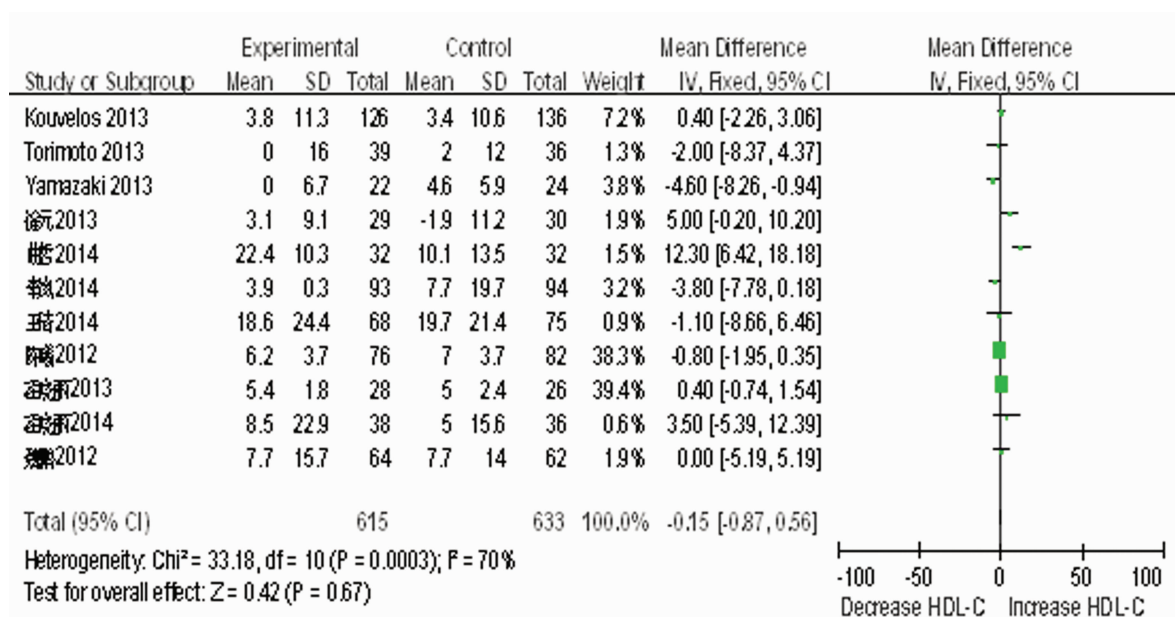 Experimental Control Mean Difference Mean Difference
Study or Subgroup Mean SD Total Mean SD Total Weight IV, Fixed, 95% CI IV, Fixed, 95% CI
Kouvelos 2013 3.8 11.3 126 3.4 10.6 136 7.2% 0.40 [-2.26, 3.06]
Torimoto 2013 0 16 39 2 12 36 1.3% -2.00 [-8.37, 4.37]
Yamazaki 2013 0 6.7 22 4.6 5.9 24 3.8% -4.60 [-8.26, -0.94]
2013 3.1 9.1 29 -1.9 11.2 30 1.9% 5.00 [-0.20, 10.20]
2014 22.4 10.3 32 10.1 13.5 32 1.5% 12.30 [6.42, 18.18]
2014 3.9 0.3 93 7.7 19.7 94 3.2% -3.80 [-7.78, 0.18]
2014 18.6 24.4 68 19.7 21.4 75 0.9% -1.10 [-8.66, 6.46]
2012 6.2 3.7 76 7 3.7 82 38.3% -0.80 [-1.95, 0.35]
2013 5.4 1.8 28 5 2.4 26 39.4% 0.40 [-0.74, 1.54]
2014 8.5 22.9 38 5 15.6 36 0.6% 3.50 [-5.39, 12.39]
2012 7.7 15.7 64 7.7 14 62 1.9% 0.00 [-5.19, 5.19]
Total (95% CI) 615 633 100.0% -0.15 [-0.87, 0.56]
Heterogeneity: Chi² = 33.18, df = 10 (P = 0.0003); I² = 70%
Test for overall effect: Z = 0.42 (P = 0.67)
-100 -50 0 50 100
Decrease HDL-C Increase HDL-C